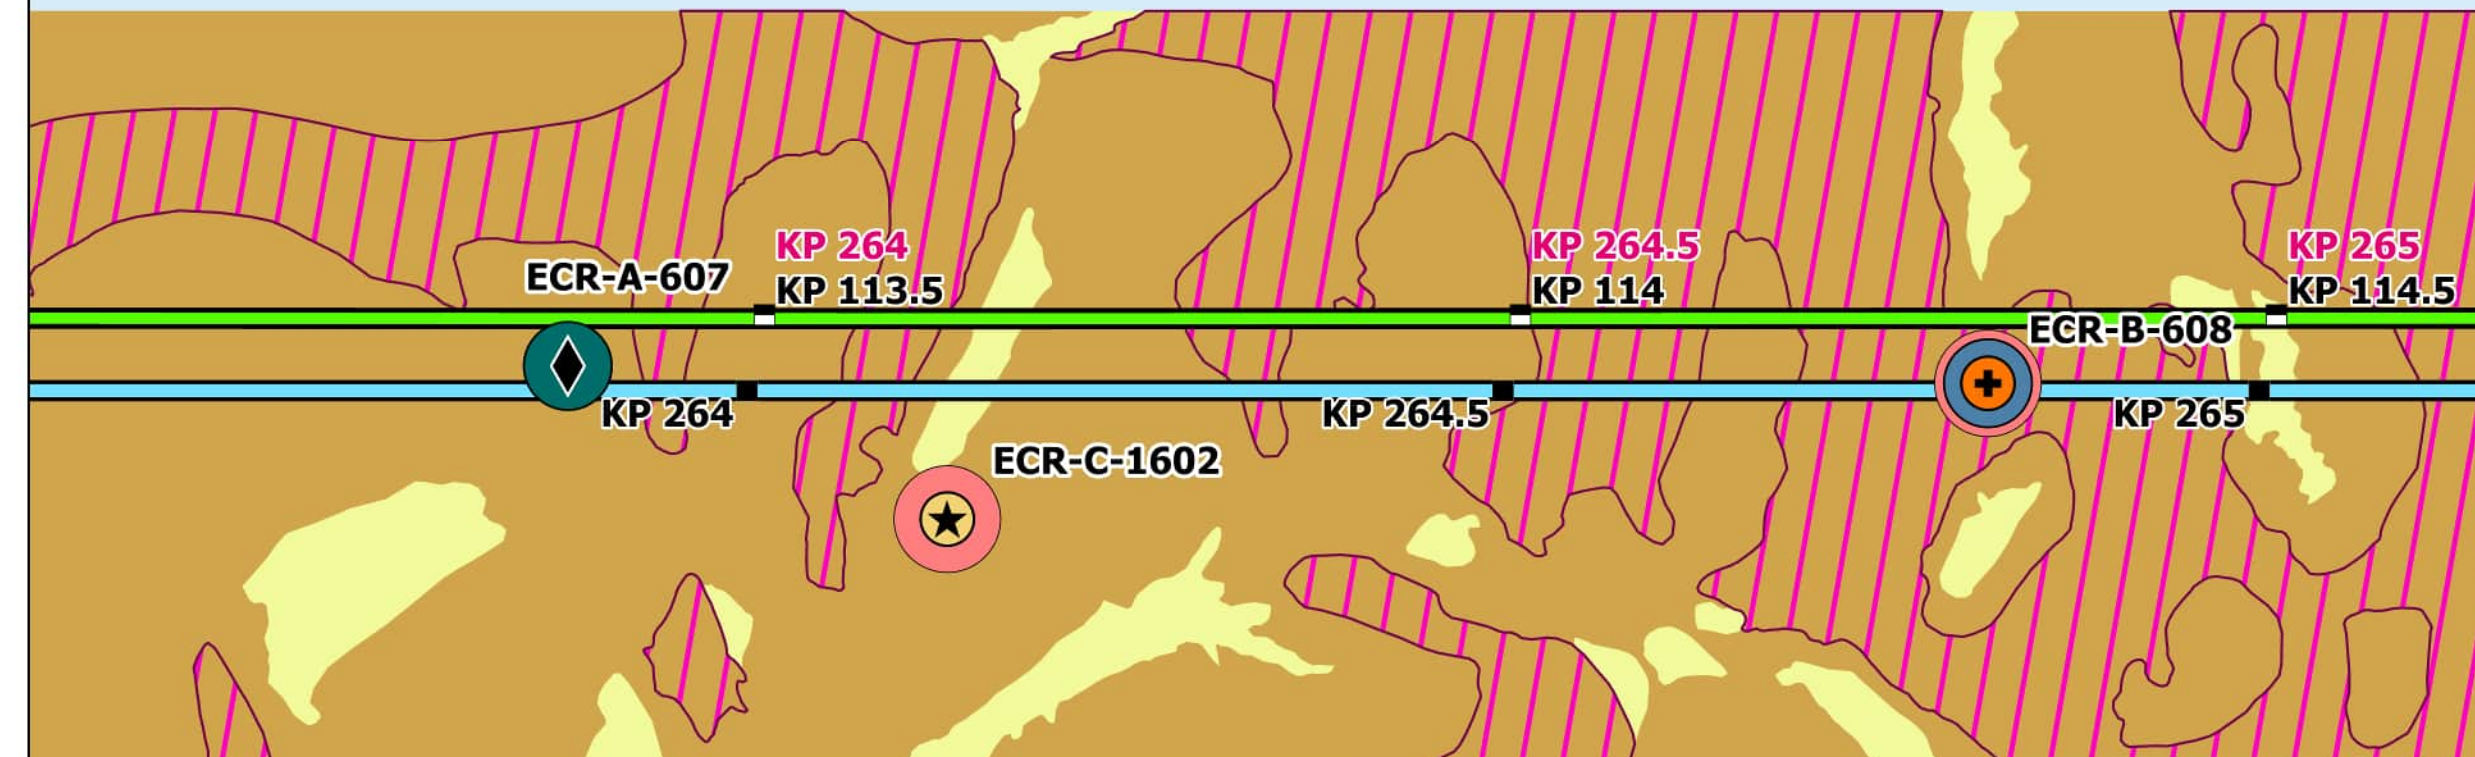 KP 264
KP 264.5
KP 265
ECR-A-607
KP 113.5
KP 114
KP 114.5
ECR-B-608
KP 264
KP 264.5
KP 265
ECR-C-1602